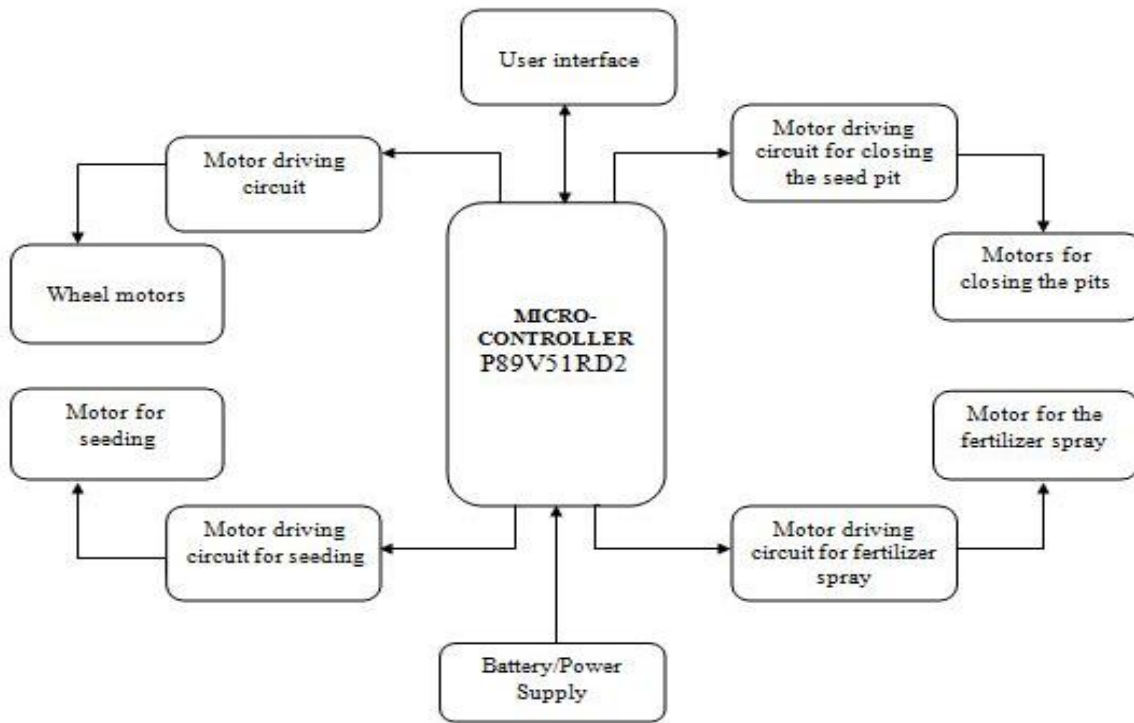 User interface
Motor driving
circuit
Motor driving
circuit for closing
the seed pit
Wheel motors
Motors for
closing the pits
MICRO-
CONTROLLER
P89V51RD2
Motor for
seeding
Motor for the
fertilizer spray
Motor driving
circuit for seeding
Motor driving
circuit for fertilizer
spray
Battery/Power
Supply